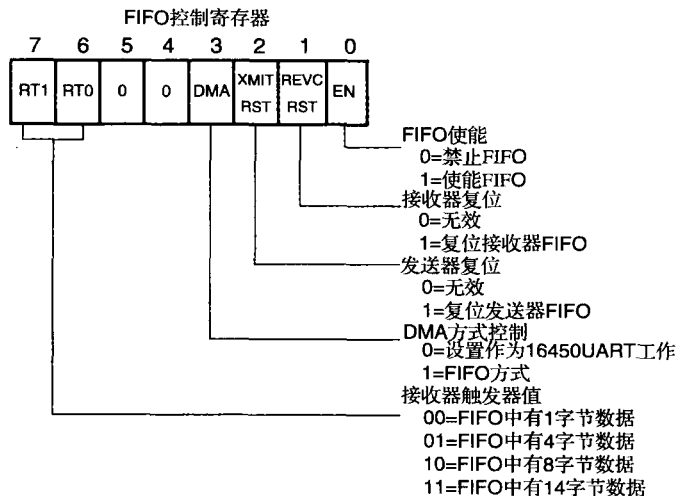 FIFO控制寄存器
7 6 5 4 3 2 1 0
RT1 RT0 0 0 DMA XMIT RST REVC RST EN
FIFO使能
0=禁止FIFO
1=使能FIFO
接收器复位
0=无效
1=复位接收器FIFO
发送器复位
0=无效
1=复位发送器FIFO
DMA方式控制
0=设置作为16450UART工作
1=FIFO方式
接收器触发器值
00=FIFO中有1字节数据
01=FIFO中有4字节数据
10=FIFO中有8字节数据
11=FIFO中有14字节数据